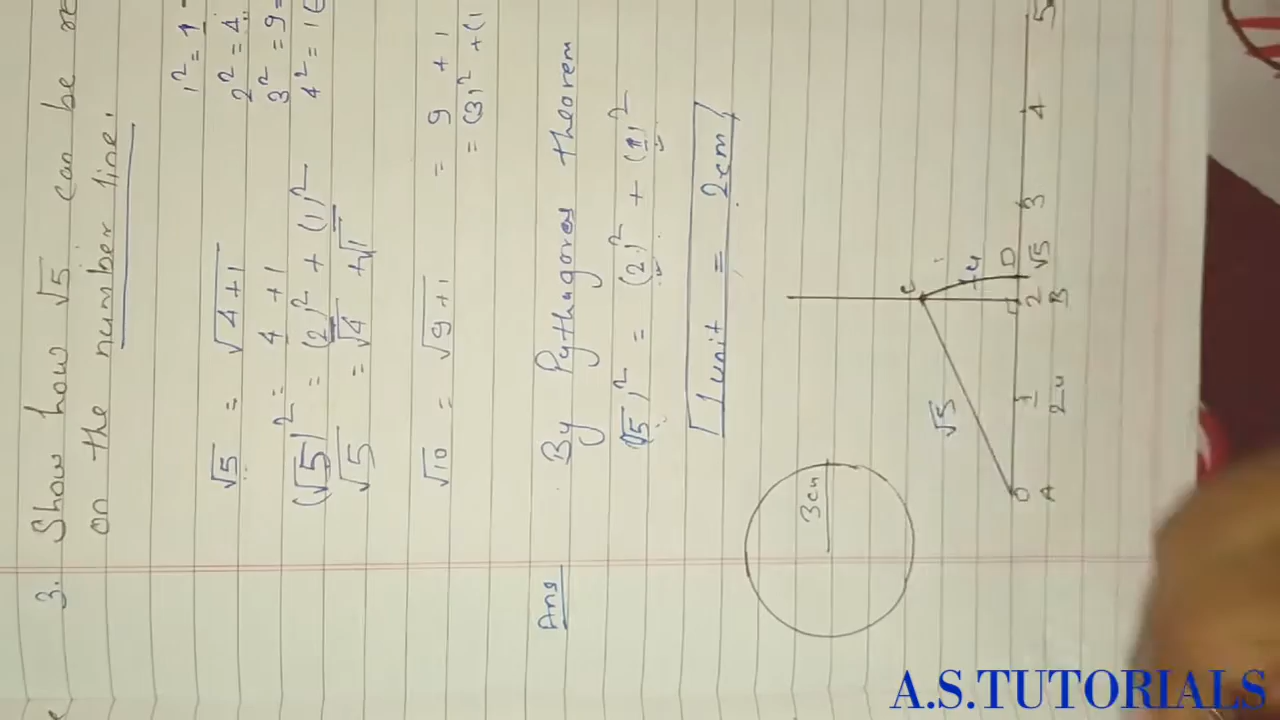 3. Show how √5 can be
on the number line.
1² = 1
√5 = √4+1
2² = 4
4 + 1
3² = 9
(√5)² = (2)² + (1)²
4² = 1
√5 = √4 + √1
√10 = √9+1 = 9 + 1
= (3)² + (1
Ans By Pythagoras theorem
(√5)² = (2)² + (1)²
1 unit = 2cm
3cm
C
√5
D
0 1 2 √5 3 4 5
A B
A.S.TUTORIALS